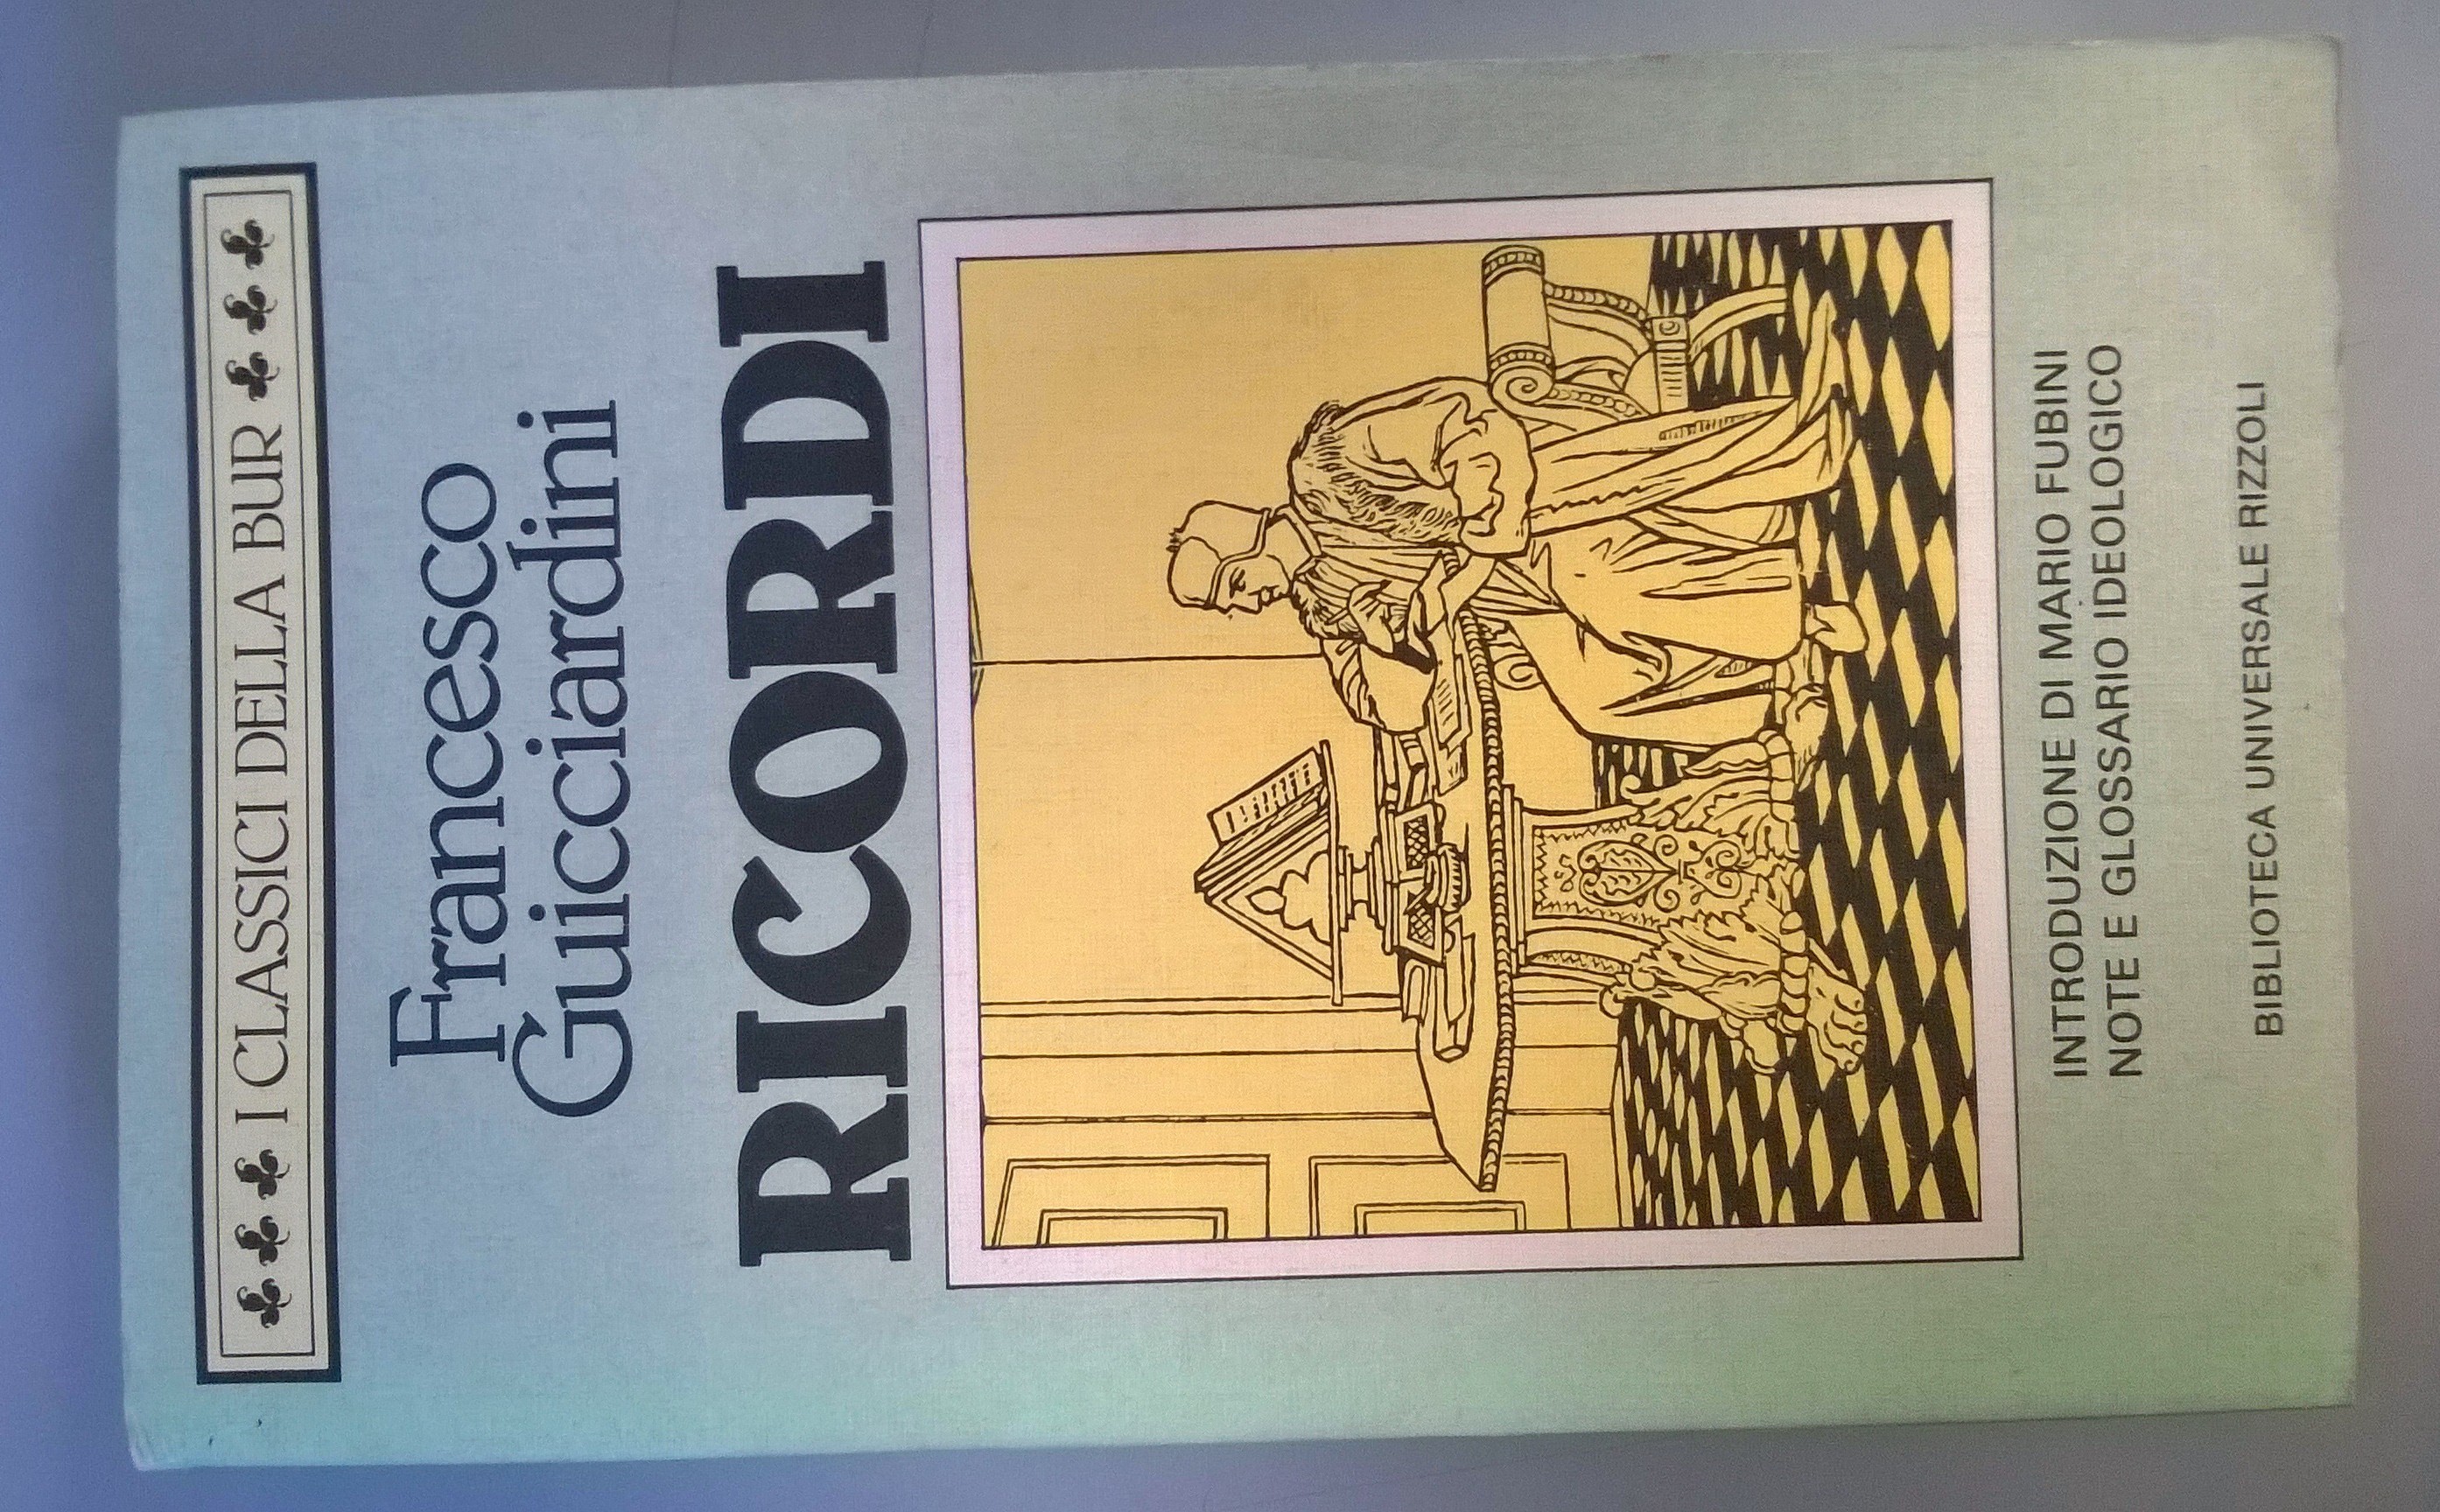 I CLASSICI DELLA BUR
Francesco
Guicciardini
RICORDI
INTRODUZIONE DI MARIO FUBINI
NOTE E GLOSSARIO IDEOLOGICO
BIBLIOTECA UNIVERSALE RIZZOLI